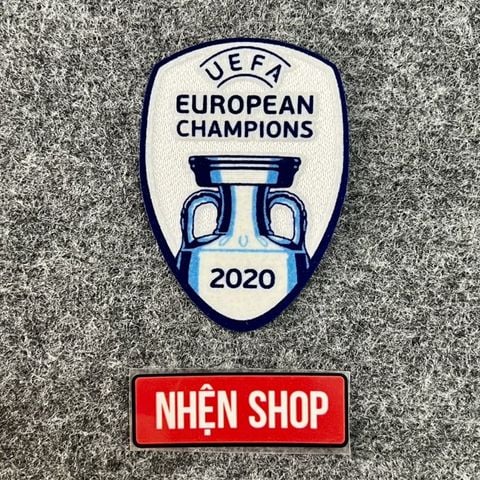 UEFA
EUROPEAN
CHAMPIONS
2020
NHỆN SHOP